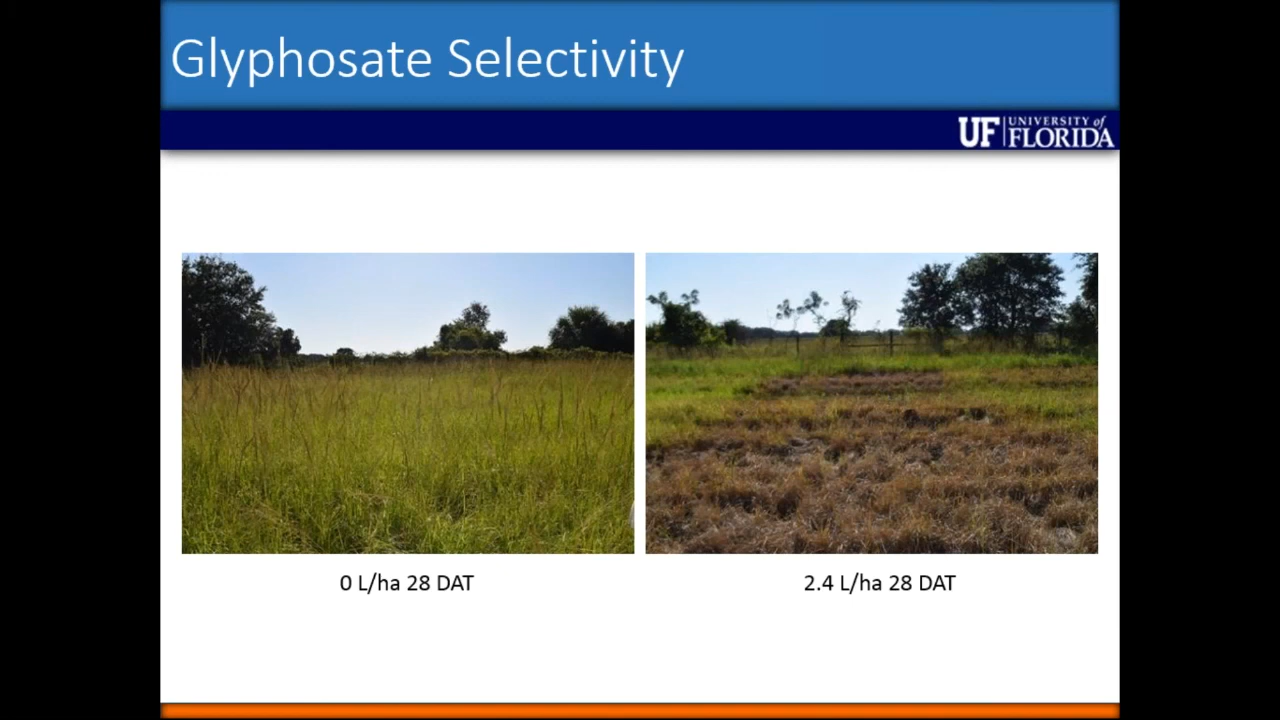 Glyphosate Selectivity
UF UNIVERSITY of
FLORIDA
0 L/ha 28 DAT
2.4 L/ha 28 DAT